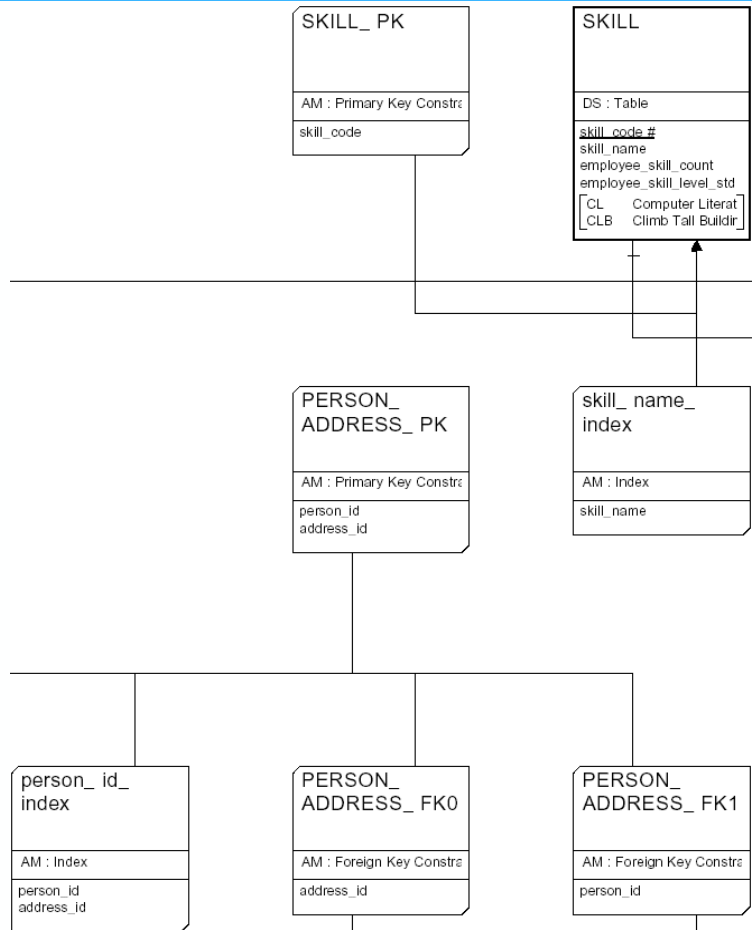 SKILL_ PK
AM : Primary Key Constra
skill_code
SKILL
DS : Table
skill_code #
skill_name
employee_skill_count
employee_skill_level_std
CL Computer Literat
CLB Climb Tall Buildin
PERSON_
ADDRESS_ PK
AM : Primary Key Constra
person_id
address_id
skill_ name_
index
AM : Index
skill_name
person_ id_
index
AM : Index
person_id
address_id
PERSON_
ADDRESS_ FK0
AM : Foreign Key Constra
address_id
PERSON_
ADDRESS_ FK1
AM : Foreign Key Constra
person_id